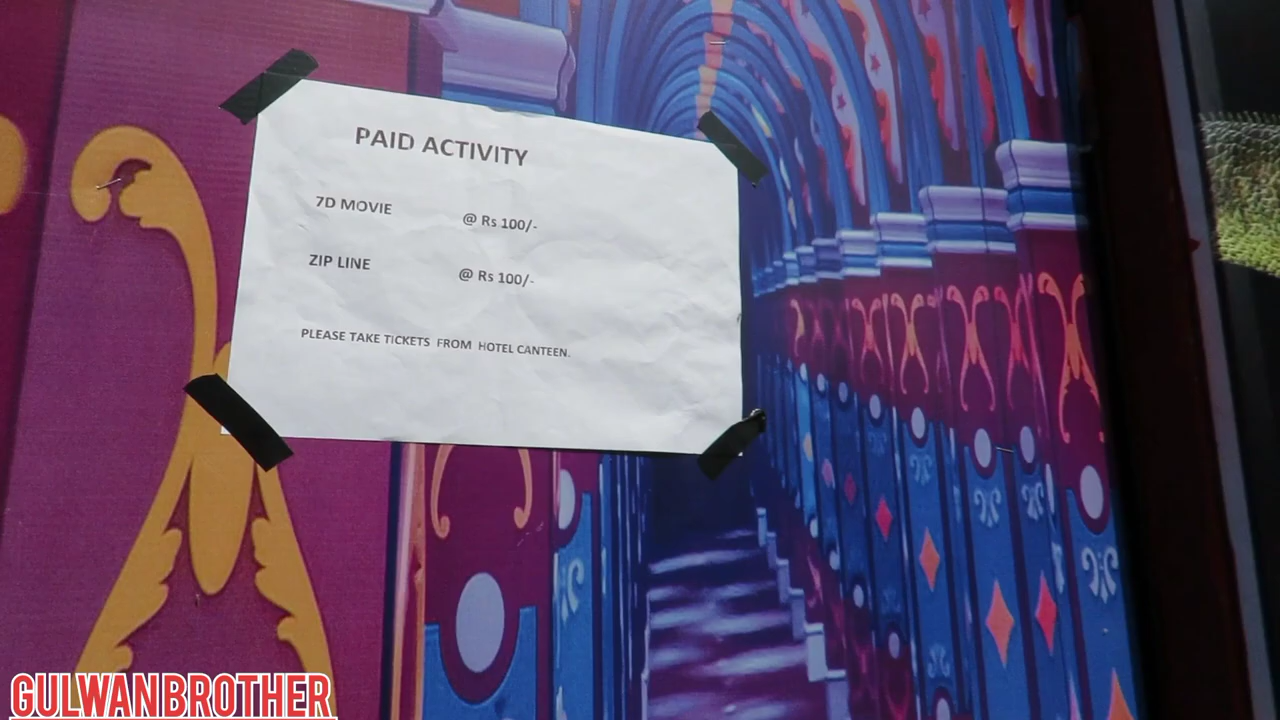 PAID ACTIVITY
7D MOVIE @ Rs 100/-
ZIP LINE @ Rs 100/-
PLEASE TAKE TICKETS FROM HOTEL CANTEEN.
GULWANBROTHER